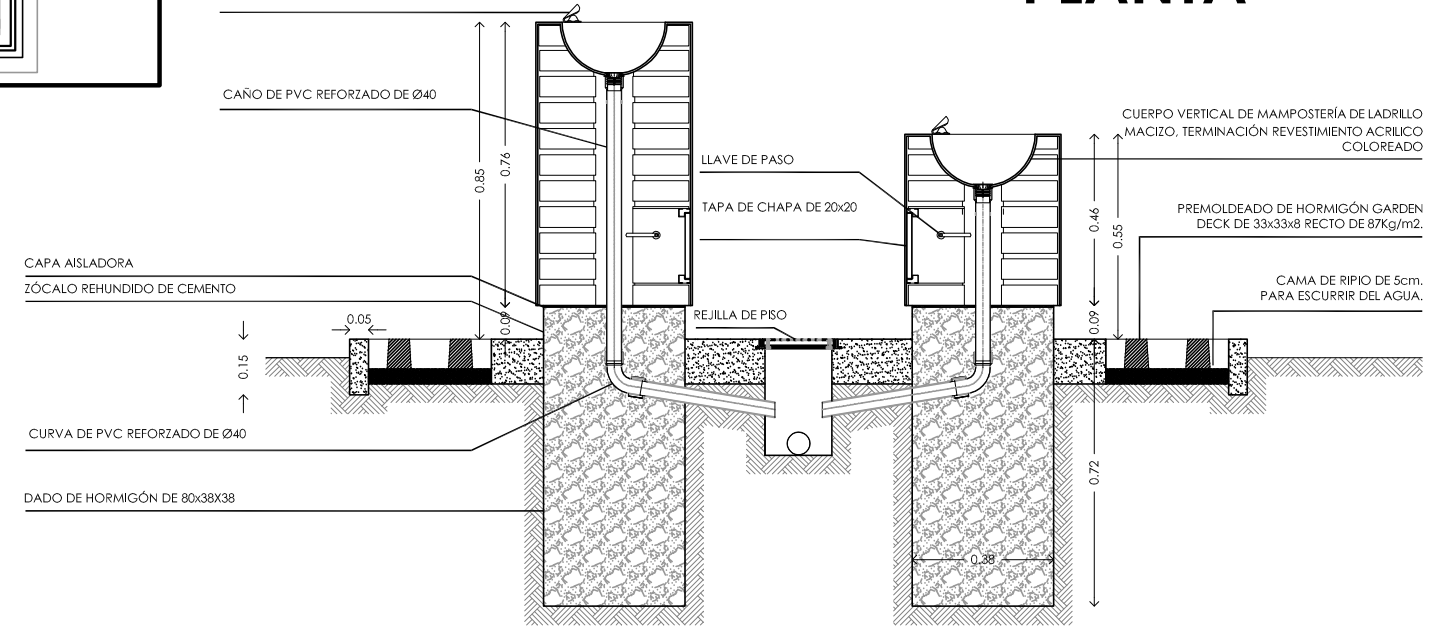 PLANTA
CAÑO DE PVC REFORZADO DE Ø40
CUERPO VERTICAL DE MAMPOSTERÍA DE LADRILLO
MACIZO, TERMINACIÓN REVESTIMIENTO ACRILICO
COLOREADO
LLAVE DE PASO
0.85
0.76
TAPA DE CHAPA DE 20x20
0.46
0.55
PREMOLDEADO DE HORMIGÓN GARDEN
DECK DE 33x33x8 RECTO DE 87Kg/m2.
CAPA AISLADORA
ZÓCALO REHUNDIDO DE CEMENTO
CAMA DE RIPIO DE 5cm.
PARA ESCURRIR DEL AGUA.
0.05
0.09
REJILLA DE PISO
0.09
0.15
CURVA DE PVC REFORZADO DE Ø40
0.72
DADO DE HORMIGÓN DE 80x38X38
0.38